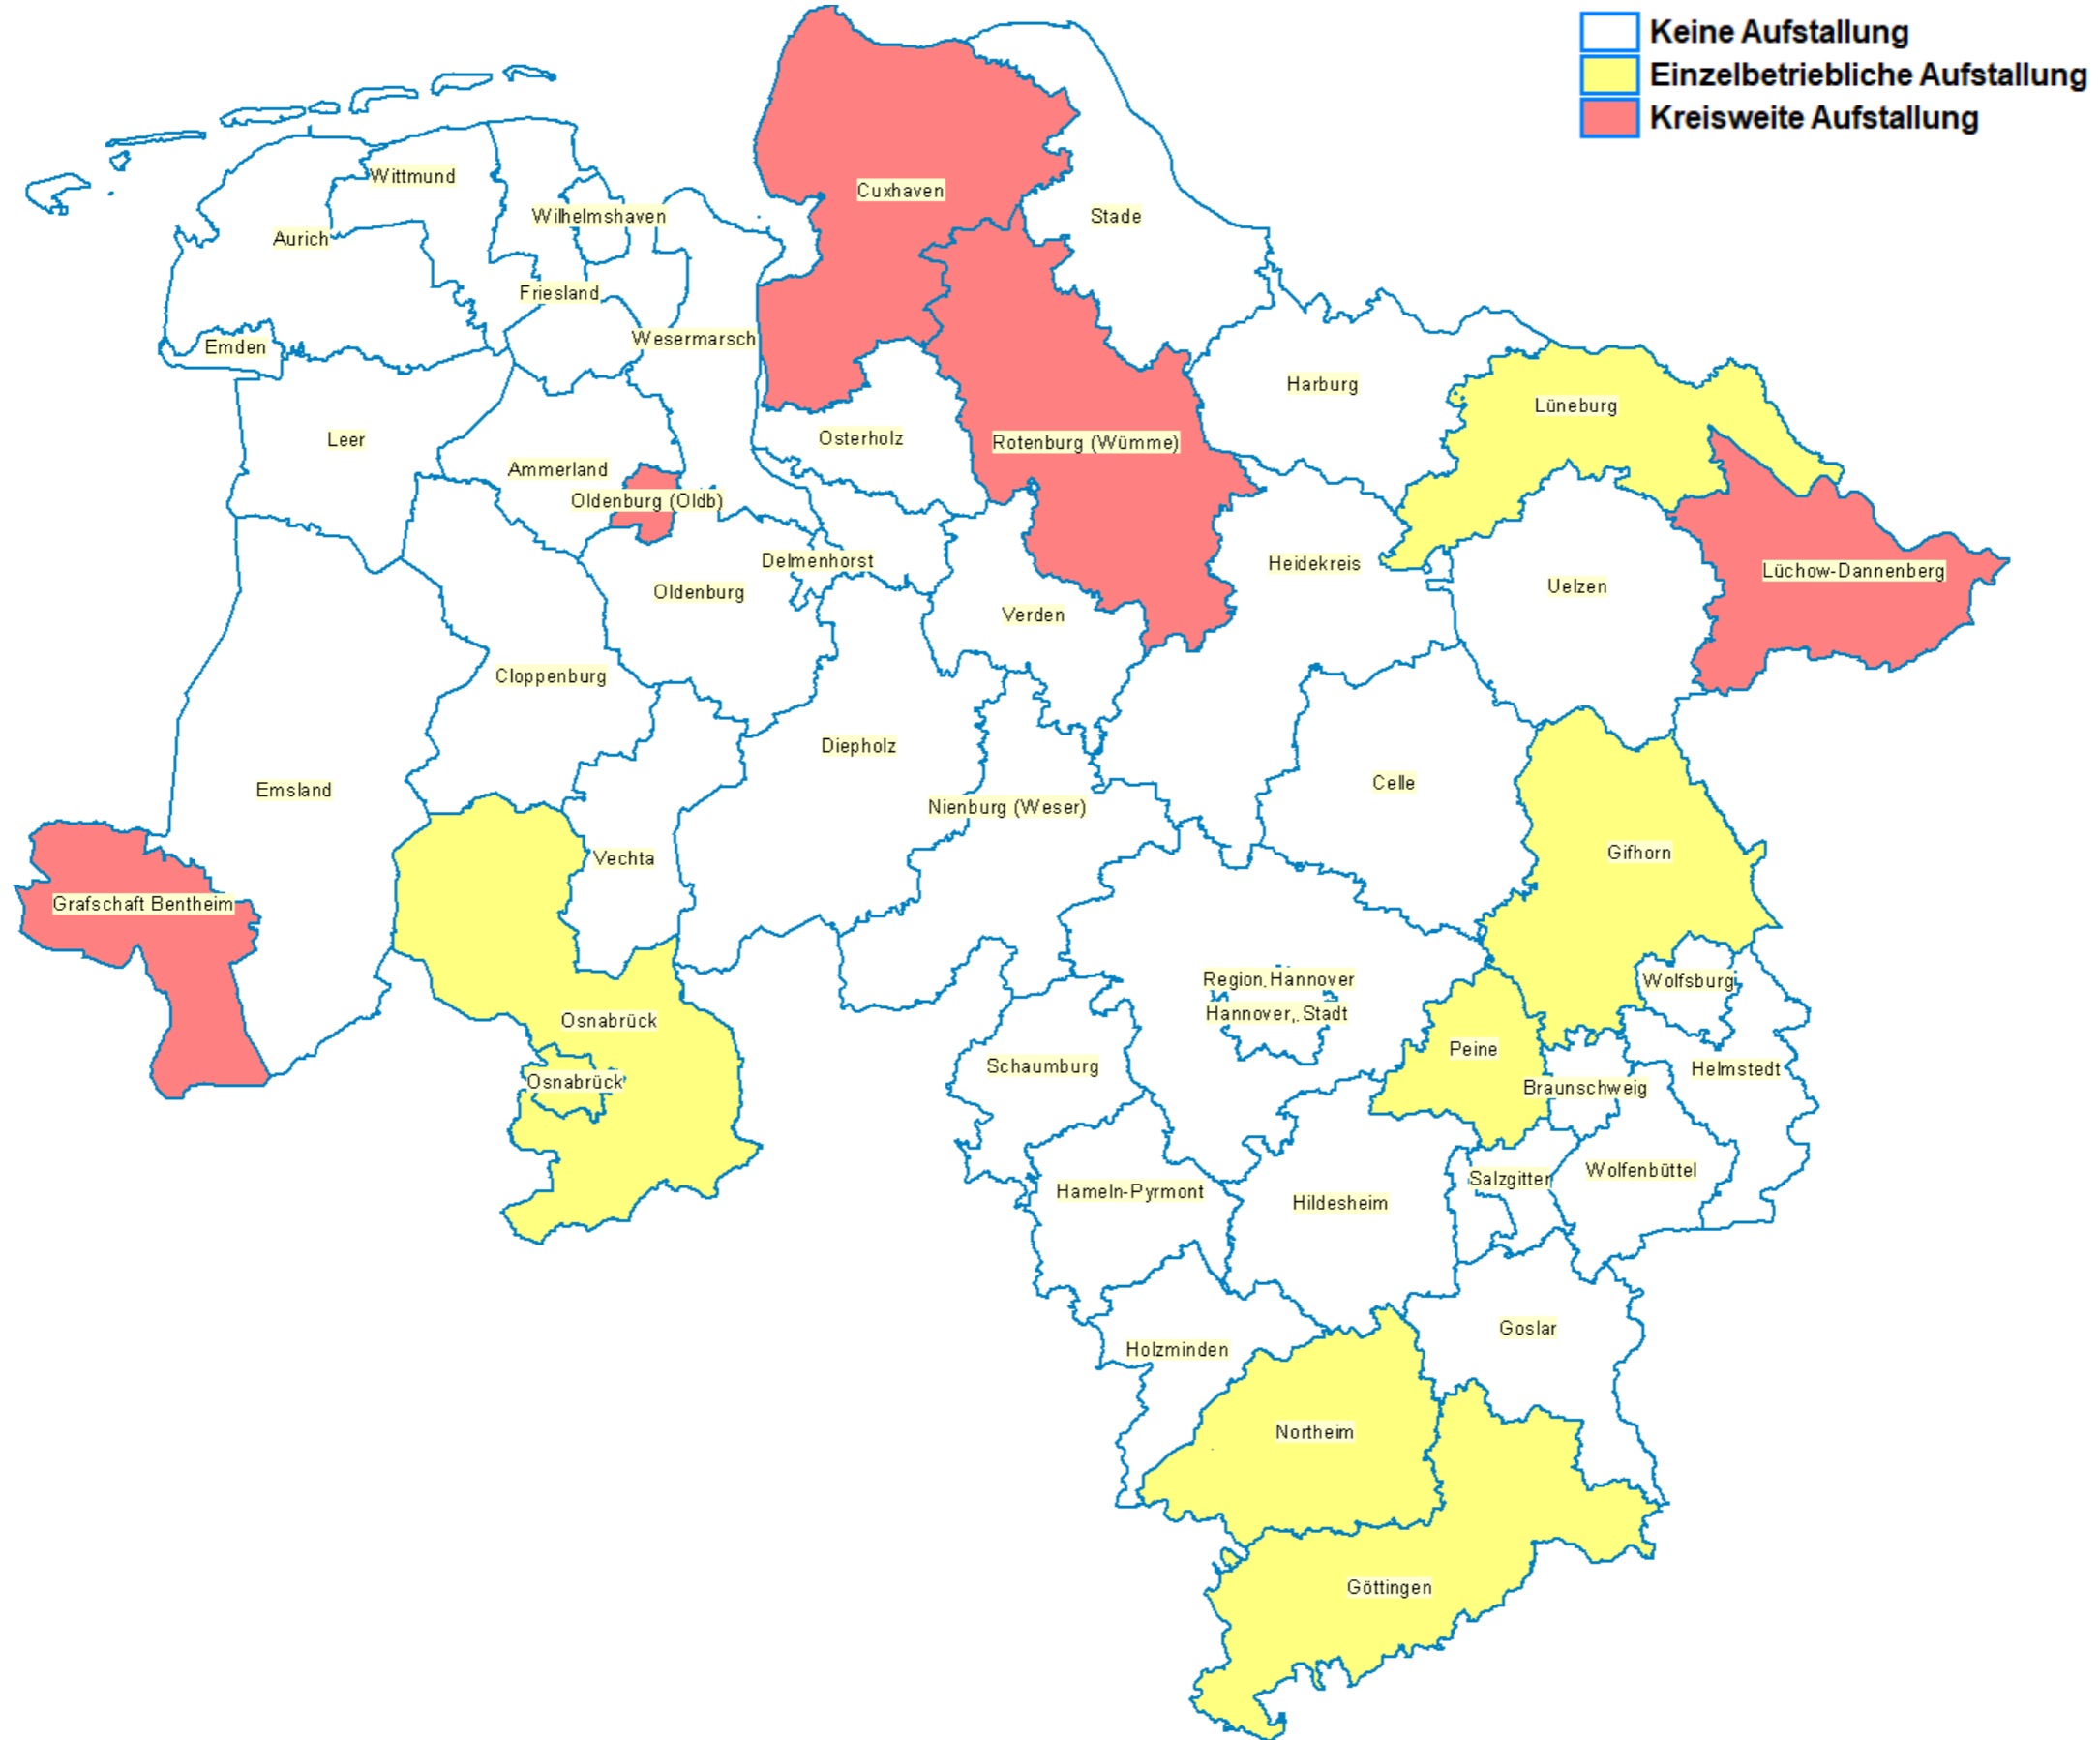 Keine Aufstallung
Einzelbetriebliche Aufstallung
Kreisweite Aufstallung
Wittmund
Cuxhaven
Wilhelmshaven
Stade
Aurich
Friesland
Wesermarsch
Emden
Harburg
Lüneburg
Leer
Osterholz
Rotenburg (Wümme)
Ammerland
Oldenburg (Oldb)
Delmenhorst
Heidekreis
Lüchow-Dannenberg
Uelzen
Oldenburg
Verden
Cloppenburg
Diepholz
Celle
Emsland
Nienburg (Weser)
Gifhorn
Vechta
Grafschaft Bentheim
Region Hannover
Wolfsburg
Hannover, Stadt
Osnabrück
Peine
Schaumburg
Helmstedt
Osnabrück
Braunschweig
Wolfenbüttel
Salzgitter
Hameln-Pyrmont
Hildesheim
Goslar
Holzminden
Northeim
Göttingen